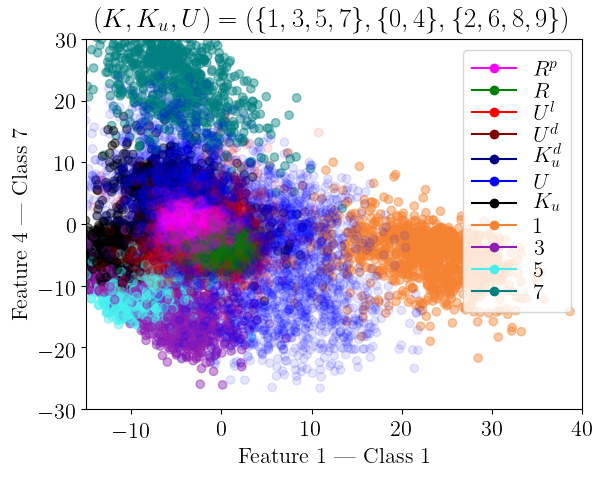 (K, K_u, U) = ({1, 3, 5, 7}, {0, 4}, {2, 6, 8, 9})
30
20
10
0
−10
−20
−30
Feature 4 — Class 7
R^p
R
U^l
U^d
K_u^d
U
K_u
1
3
5
7
−10 0 10 20 30 40
Feature 1 — Class 1